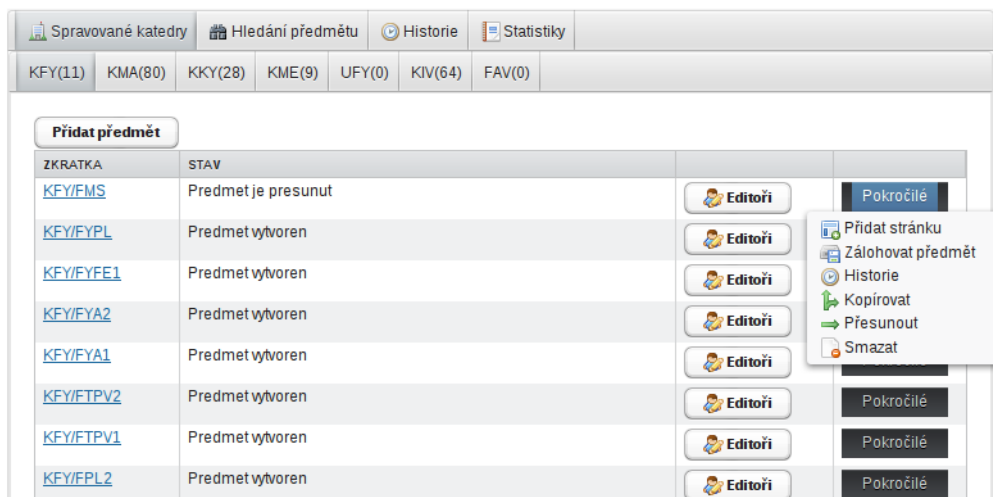 Spravované katedry Hledání předmětu Historie Statistiky
KFY(11) KMA(80) KKY(28) KME(9) UFY(0) KIV(64) FAV(0)
Přidat předmět
ZKRATKA STAV
KFY/FMS Predmet je presunut Editoři Pokročilé
KFY/FYPL Predmet vytvoren Editoři
Přidat stránku
Zálohovat předmět
KFY/FYFE1 Predmet vytvoren Editoři
Historie
Kopírovat
KFY/FYA2 Predmet vytvoren Editoři
Přesunout
Smazat
KFY/FYA1 Predmet vytvoren Editoři
KFY/FTPV2 Predmet vytvoren Editoři Pokročilé
KFY/FTPV1 Predmet vytvoren Editoři Pokročilé
KFY/FPL2 Predmet vytvoren Editoři Pokročilé